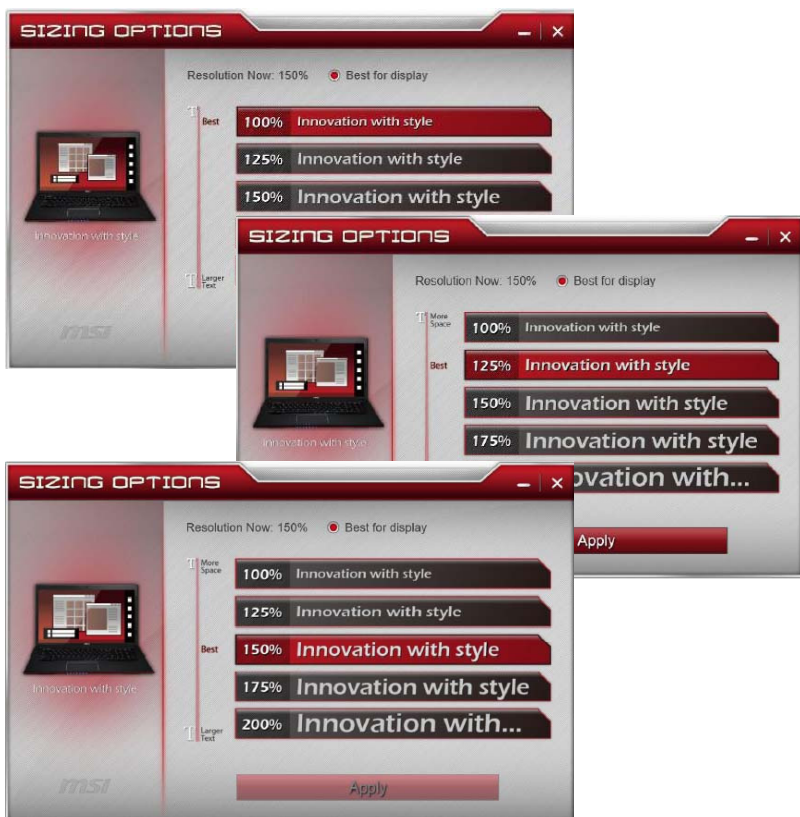 SIZING OPTIONS
Resolution Now: 150% Best for display
T Best
100% Innovation with style
125% Innovation with style
150% Innovation with style
Innovation with style
T Larger
Text
msi
SIZING OPTIONS
Resolution Now: 150% Best for display
T More
Space
100% Innovation with style
Best
125% Innovation with style
150% Innovation with style
175% Innovation with style
Innovation with style
ovation with...
Apply
SIZING OPTIONS
Resolution Now: 150% Best for display
T More
Space
100% Innovation with style
125% Innovation with style
Best
150% Innovation with style
175% Innovation with style
Innovation with style
200% Innovation with...
T Larger
Text
msi
Apply